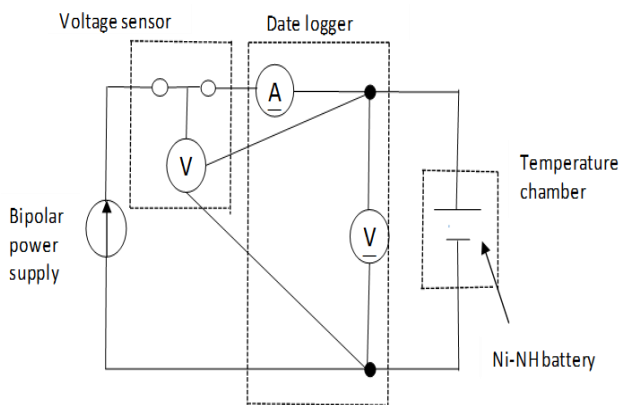 Voltage sensor
Date logger
A
V
Temperature
chamber
Bipolar
power
supply
V
Ni-NH battery